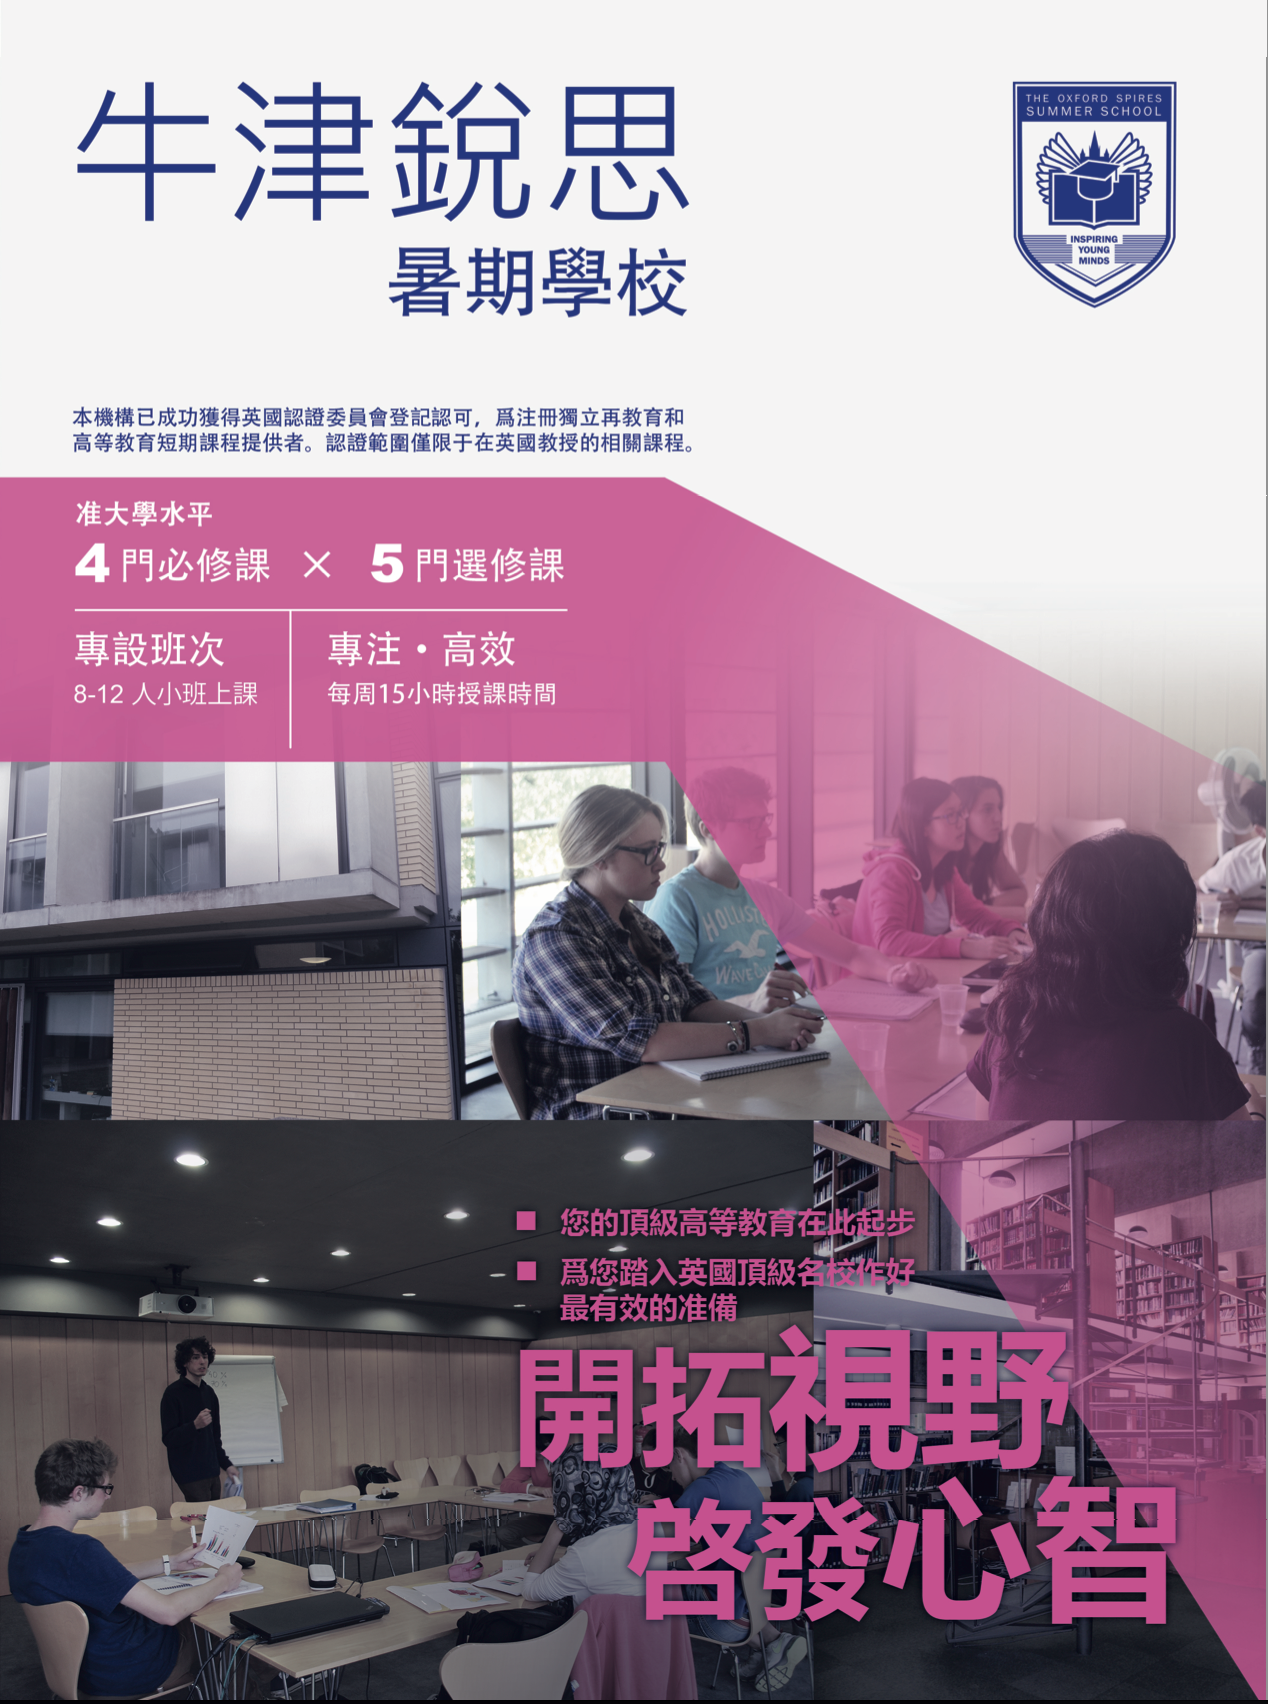 牛津銳思
暑期學校
THE OXFORD SPIRES
SUMMER SCHOOL
INSPIRING
YOUNG
MINDS
本機構已成功獲得英國認證委員會登記認可，爲注冊獨立再教育和
高等教育短期課程提供者。認證範圍僅限于在英國教授的相關課程。
准大學水平
4 門必修課 × 5 門選修課
專設班次
8-12 人小班上課
專注・高效
每周15小時授課時間
HOLLISTER
WAVE
■ 您的頂級高等教育在此起步
■ 爲您踏入英國頂級名校作好
最有效的准備
開拓視野
啓發心智